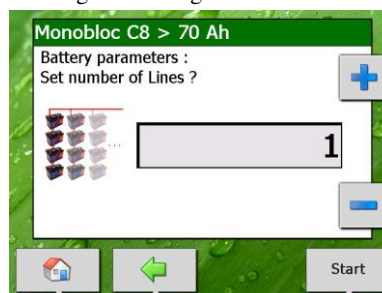 Monobloc C8 > 70 Ah
Battery parameters :
Set number of Lines ?
...
1
Start